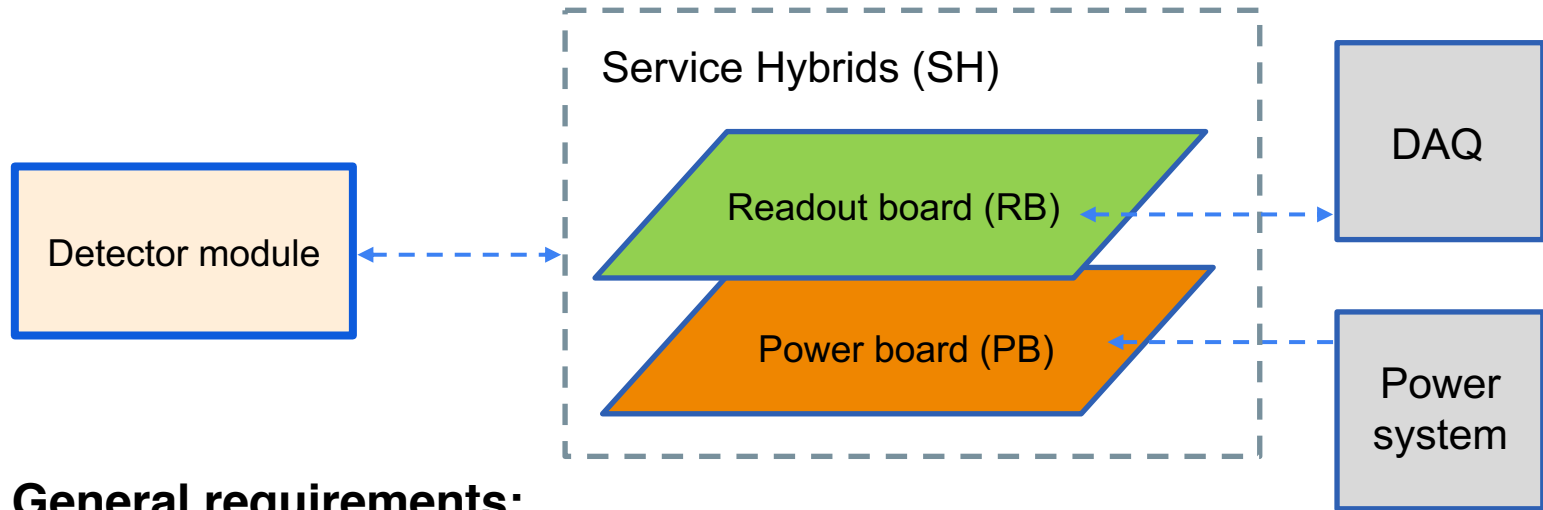 Service Hybrids (SH)
DAQ
Readout board (RB)
Detector module
Power board (PB)
Power
system
General requirements: